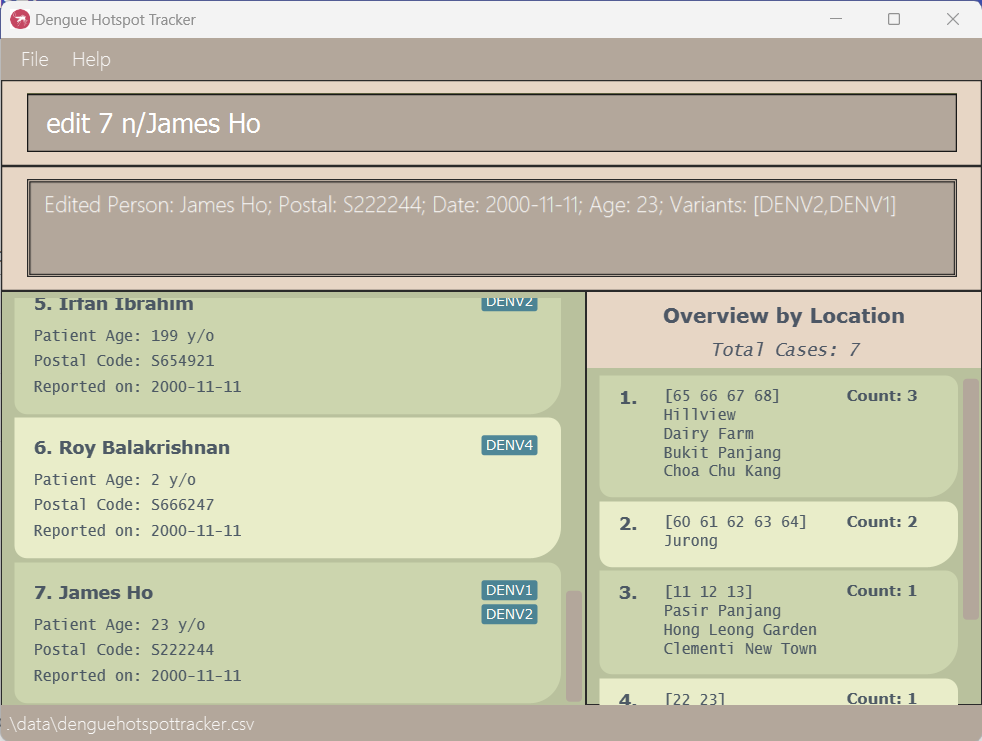 Dengue Hotspot Tracker
File Help
edit 7 n/James Ho
Edited Person: James Ho; Postal: S222244; Date: 2000-11-11; Age: 23; Variants: [DENV2,DENV1]
5. Irfan Ibrahim DENV2
Patient Age: 199 y/o
Postal Code: S654921
Reported on: 2000-11-11
6. Roy Balakrishnan DENV4
Patient Age: 2 y/o
Postal Code: S666247
Reported on: 2000-11-11
7. James Ho DENV1
DENV2
Patient Age: 23 y/o
Postal Code: S222244
Reported on: 2000-11-11
Overview by Location
Total Cases: 7
1. [65 66 67 68] Count: 3
Hillview
Dairy Farm
Bukit Panjang
Choa Chu Kang
2. [60 61 62 63 64] Count: 2
Jurong
3. [11 12 13] Count: 1
Pasir Panjang
Hong Leong Garden
Clementi New Town
4. [22 23] Count: 1
.\data\denguehotspottracker.csv